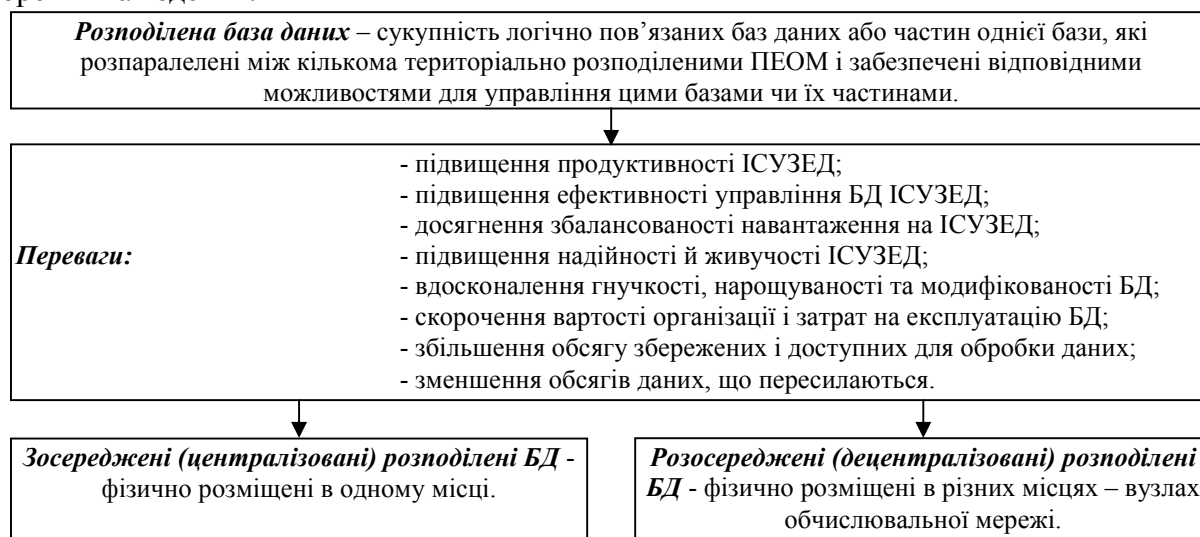 Розподілена база даних – сукупність логічно пов’язаних баз даних або частин однієї бази, які
розпаралелені між кількома територіально розподіленими ПЕОМ і забезпечені відповідними
можливостями для управління цими базами чи їх частинами.
Переваги:
- підвищення продуктивності ІСУЗЕД;
- підвищення ефективності управління БД ІСУЗЕД;
- досягнення збалансованості навантаження на ІСУЗЕД;
- підвищення надійності й живучості ІСУЗЕД;
- вдосконалення гнучкості, нарощуваності та модифікованості БД;
- скорочення вартості організації і затрат на експлуатацію БД;
- збільшення обсягу збережених і доступних для обробки даних;
- зменшення обсягів даних, що пересилаються.
Зосереджені (централізовані) розподілені БД -
фізично розміщені в одному місці.
Розосереджені (децентралізовані) розподілені
БД - фізично розміщені в різних місцях – вузлах
обчислювальної мережі.